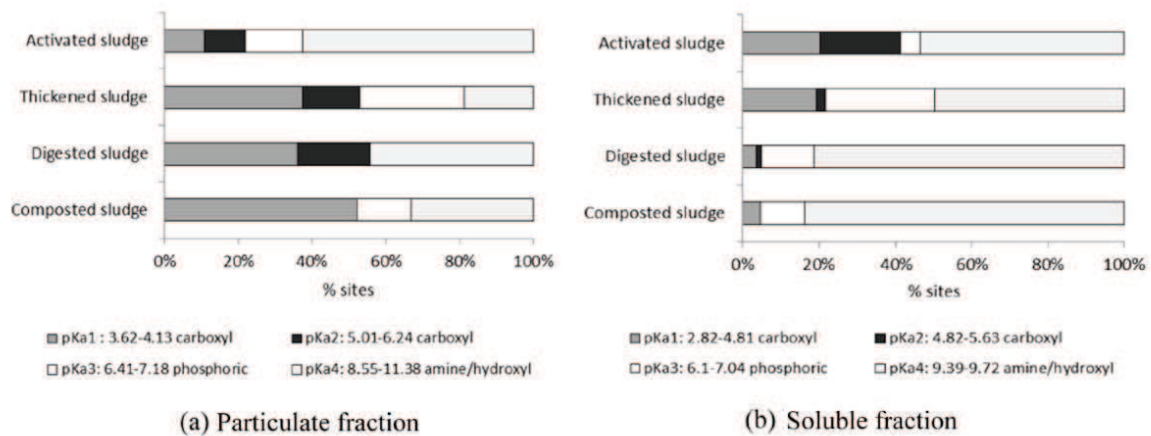 Activated sludge
Thickened sludge
Digested sludge
Composted sludge
0% 20% 40% 60% 80% 100%
% sites
pKa1 : 3.62-4.13 carboxyl pKa2: 5.01-6.24 carboxyl
pKa3: 6.41-7.18 phosphoric pKa4: 8.55-11.38 amine/hydroxyl
(a) Particulate fraction
Activated sludge
Thickened sludge
Digested sludge
Composted sludge
0% 20% 40% 60% 80% 100%
% sites
pKa1: 2.82-4.81 carboxyl pKa2: 4.82-5.63 carboxyl
pKa3: 6.1-7.04 phosphoric pKa4: 9.39-9.72 amine/hydroxyl
(b) Soluble fraction